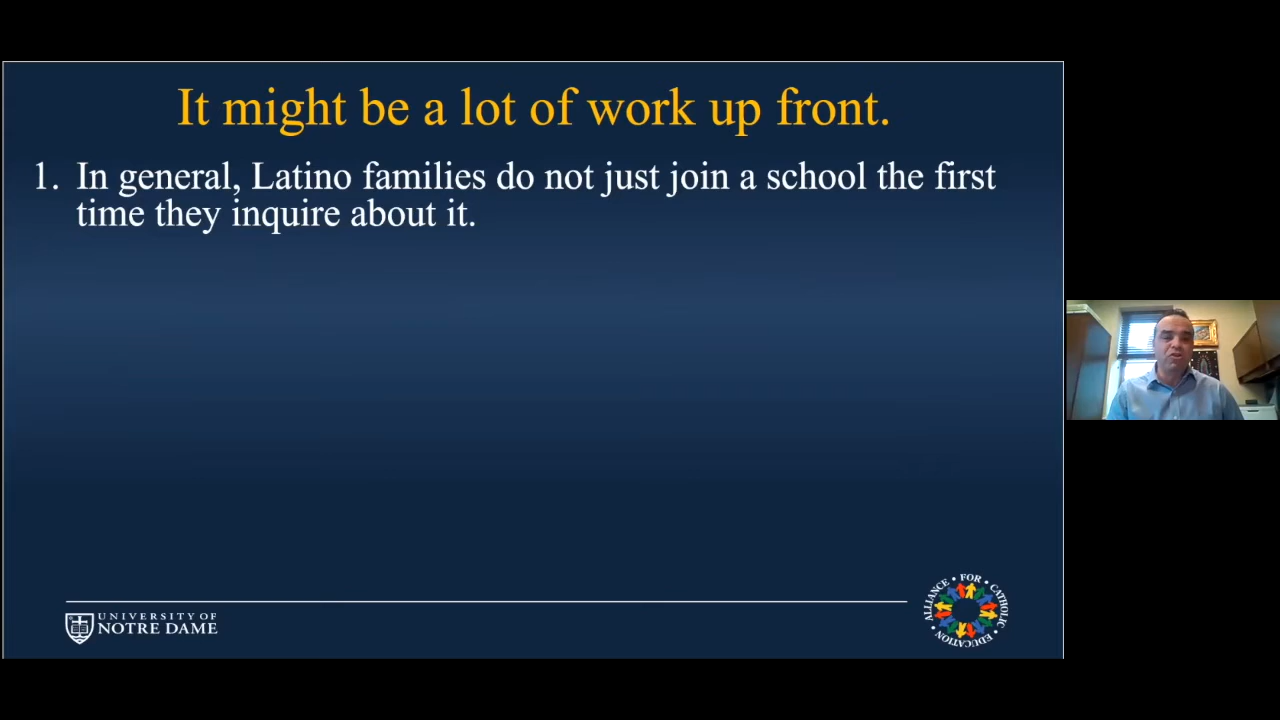 It might be a lot of work up front.
1. In general, Latino families do not just join a school the first
time they inquire about it.
UNIVERSITY OF
NOTRE DAME
ALLIANCE • FOR • CATHOLIC • EDUCATION •